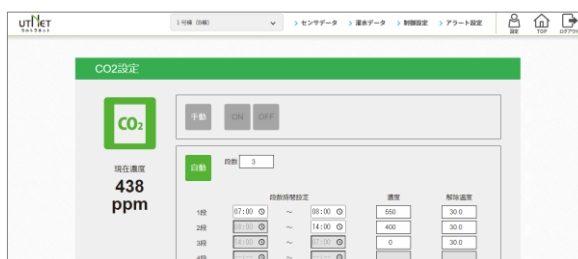 UTNET
ウルトラネット
1号棟 (B棟)
> センサデータ > 潅水データ > 制御設定 > アラート設定
設定 TOP ログアウト
CO2設定
CO2
手動 ON OFF
現在濃度
438
ppm
自動 段数 3
段数時間設定 濃度 解除温度
1段 07:00 ~ 08:00 550 30.0
2段 08:00 ~ 14:00 400 30.0
3段 14:00 ~ 07:00 0 30.0
4段